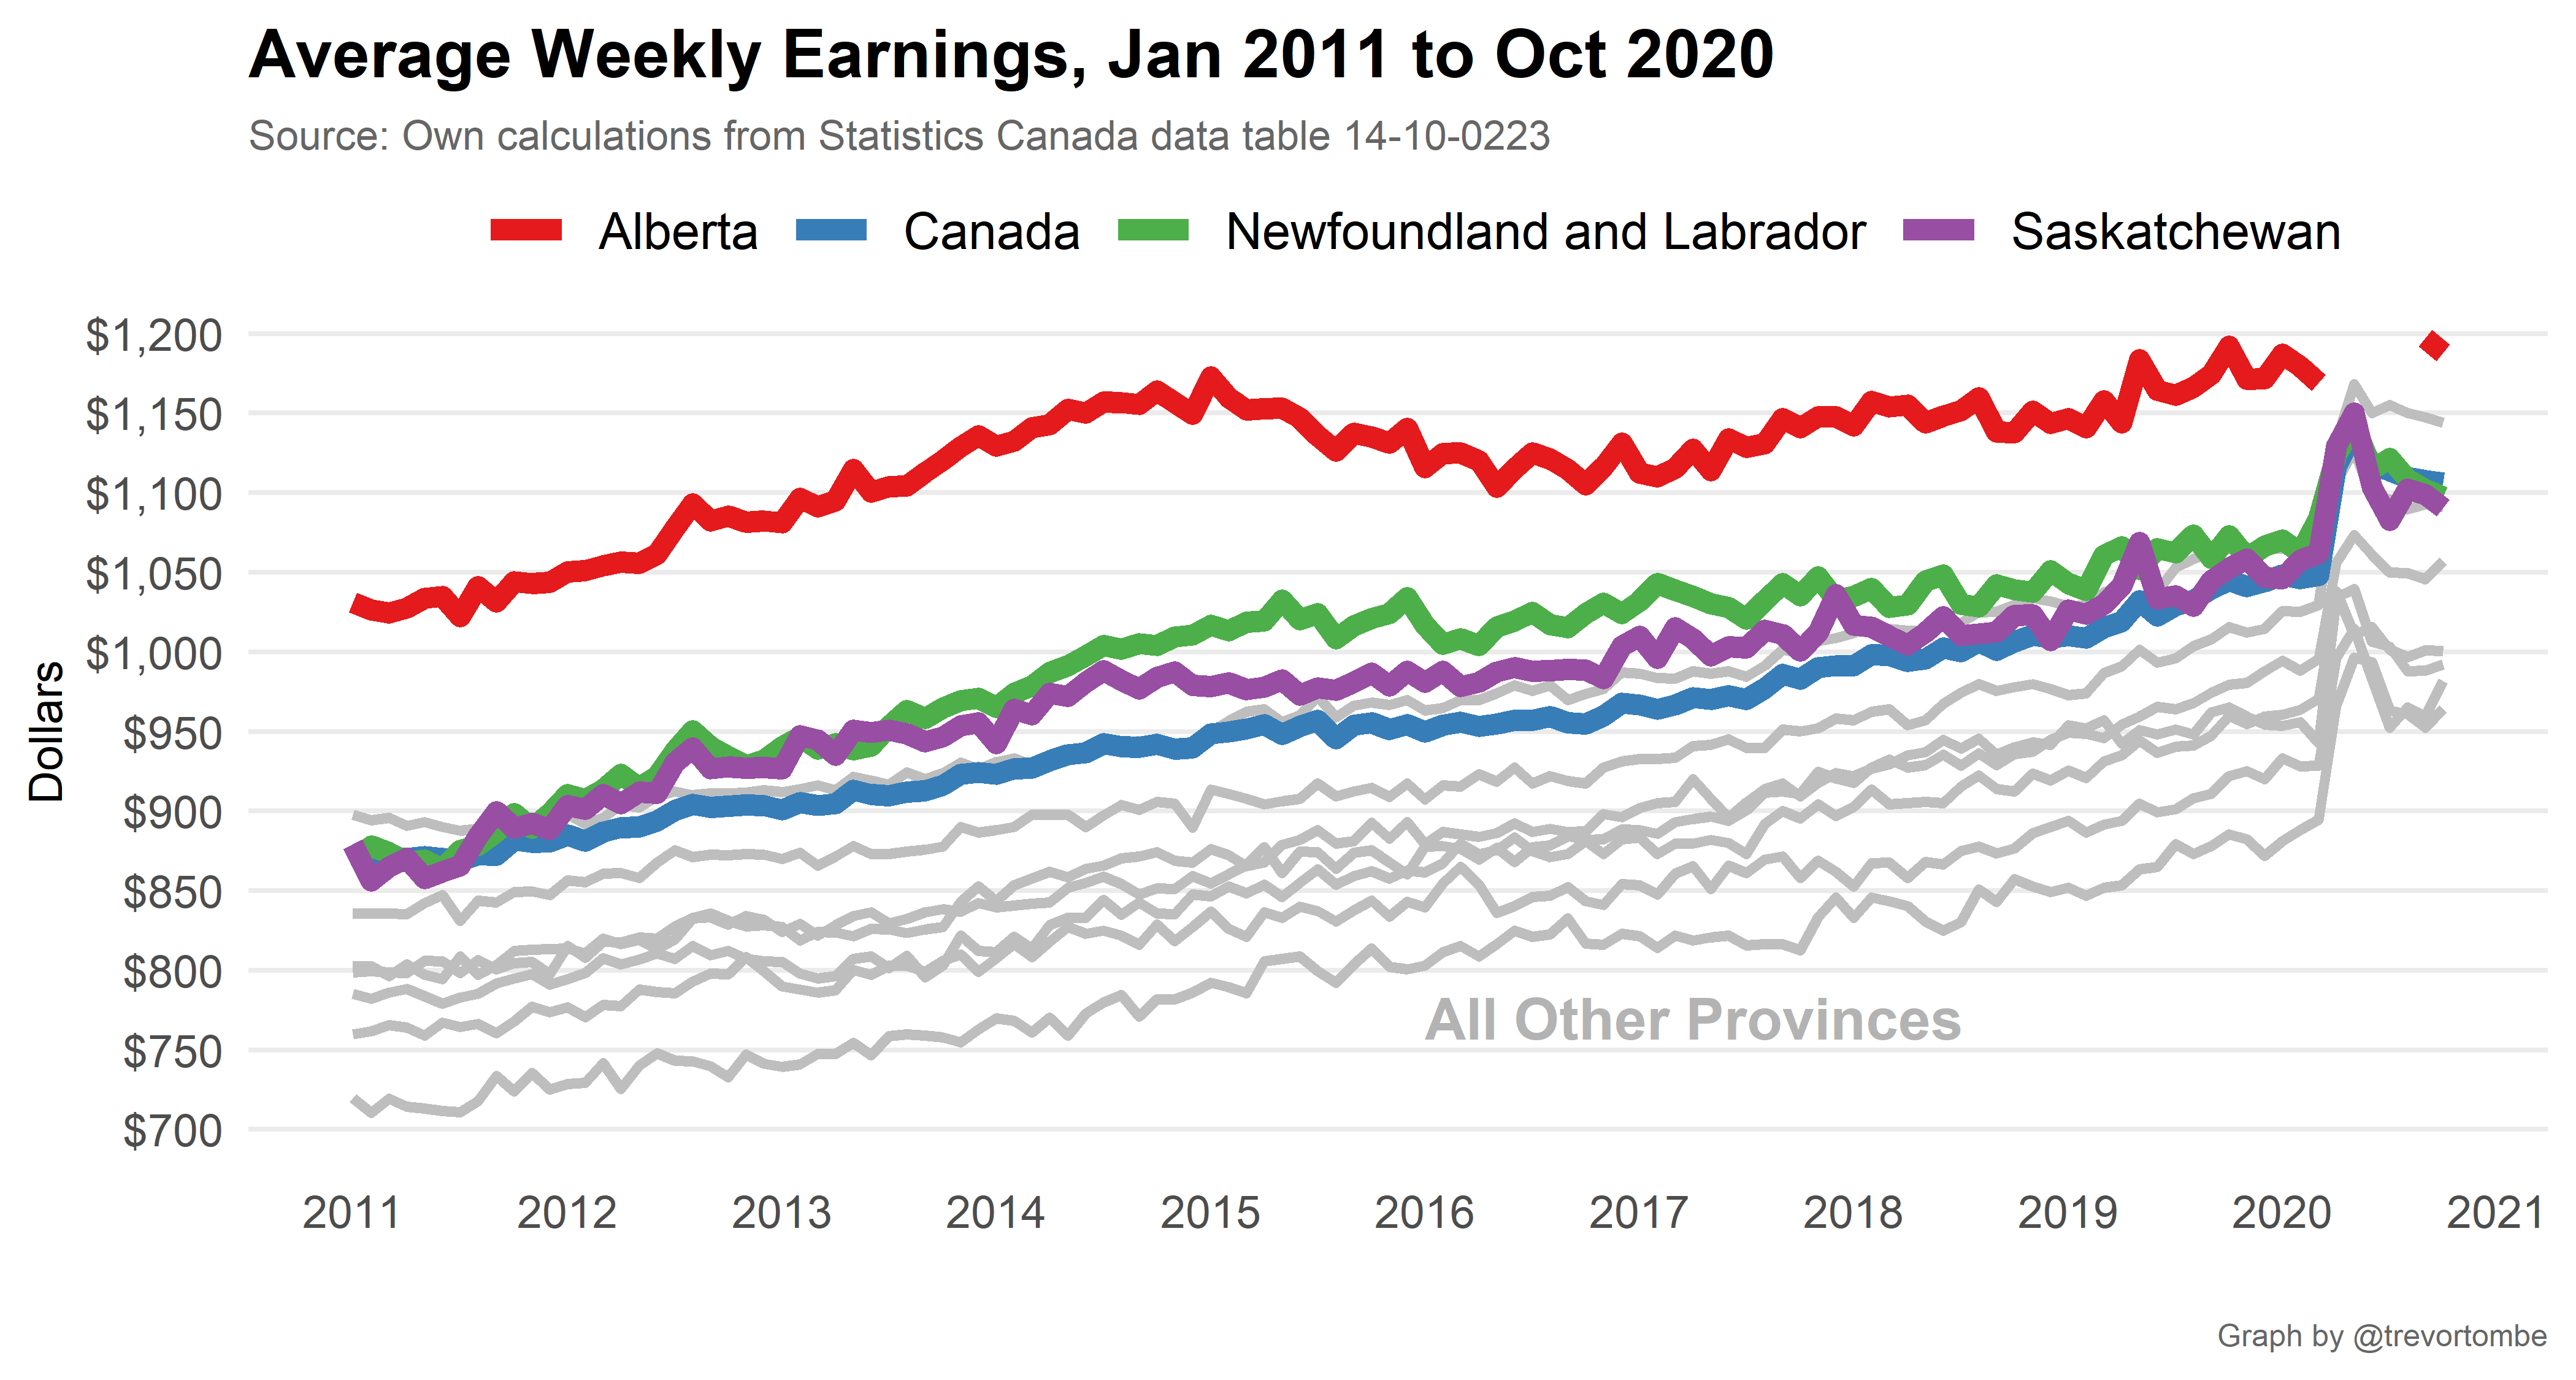 Average Weekly Earnings, Jan 2011 to Oct 2020
Source: Own calculations from Statistics Canada data table 14-10-0223
Alberta Canada Newfoundland and Labrador Saskatchewan
$1,200
$1,150
$1,100
$1,050
$1,000
$950
$900
$850
$800
$750
$700
Dollars
All Other Provinces
2011 2012 2013 2014 2015 2016 2017 2018 2019 2020 2021
Graph by @trevortombe